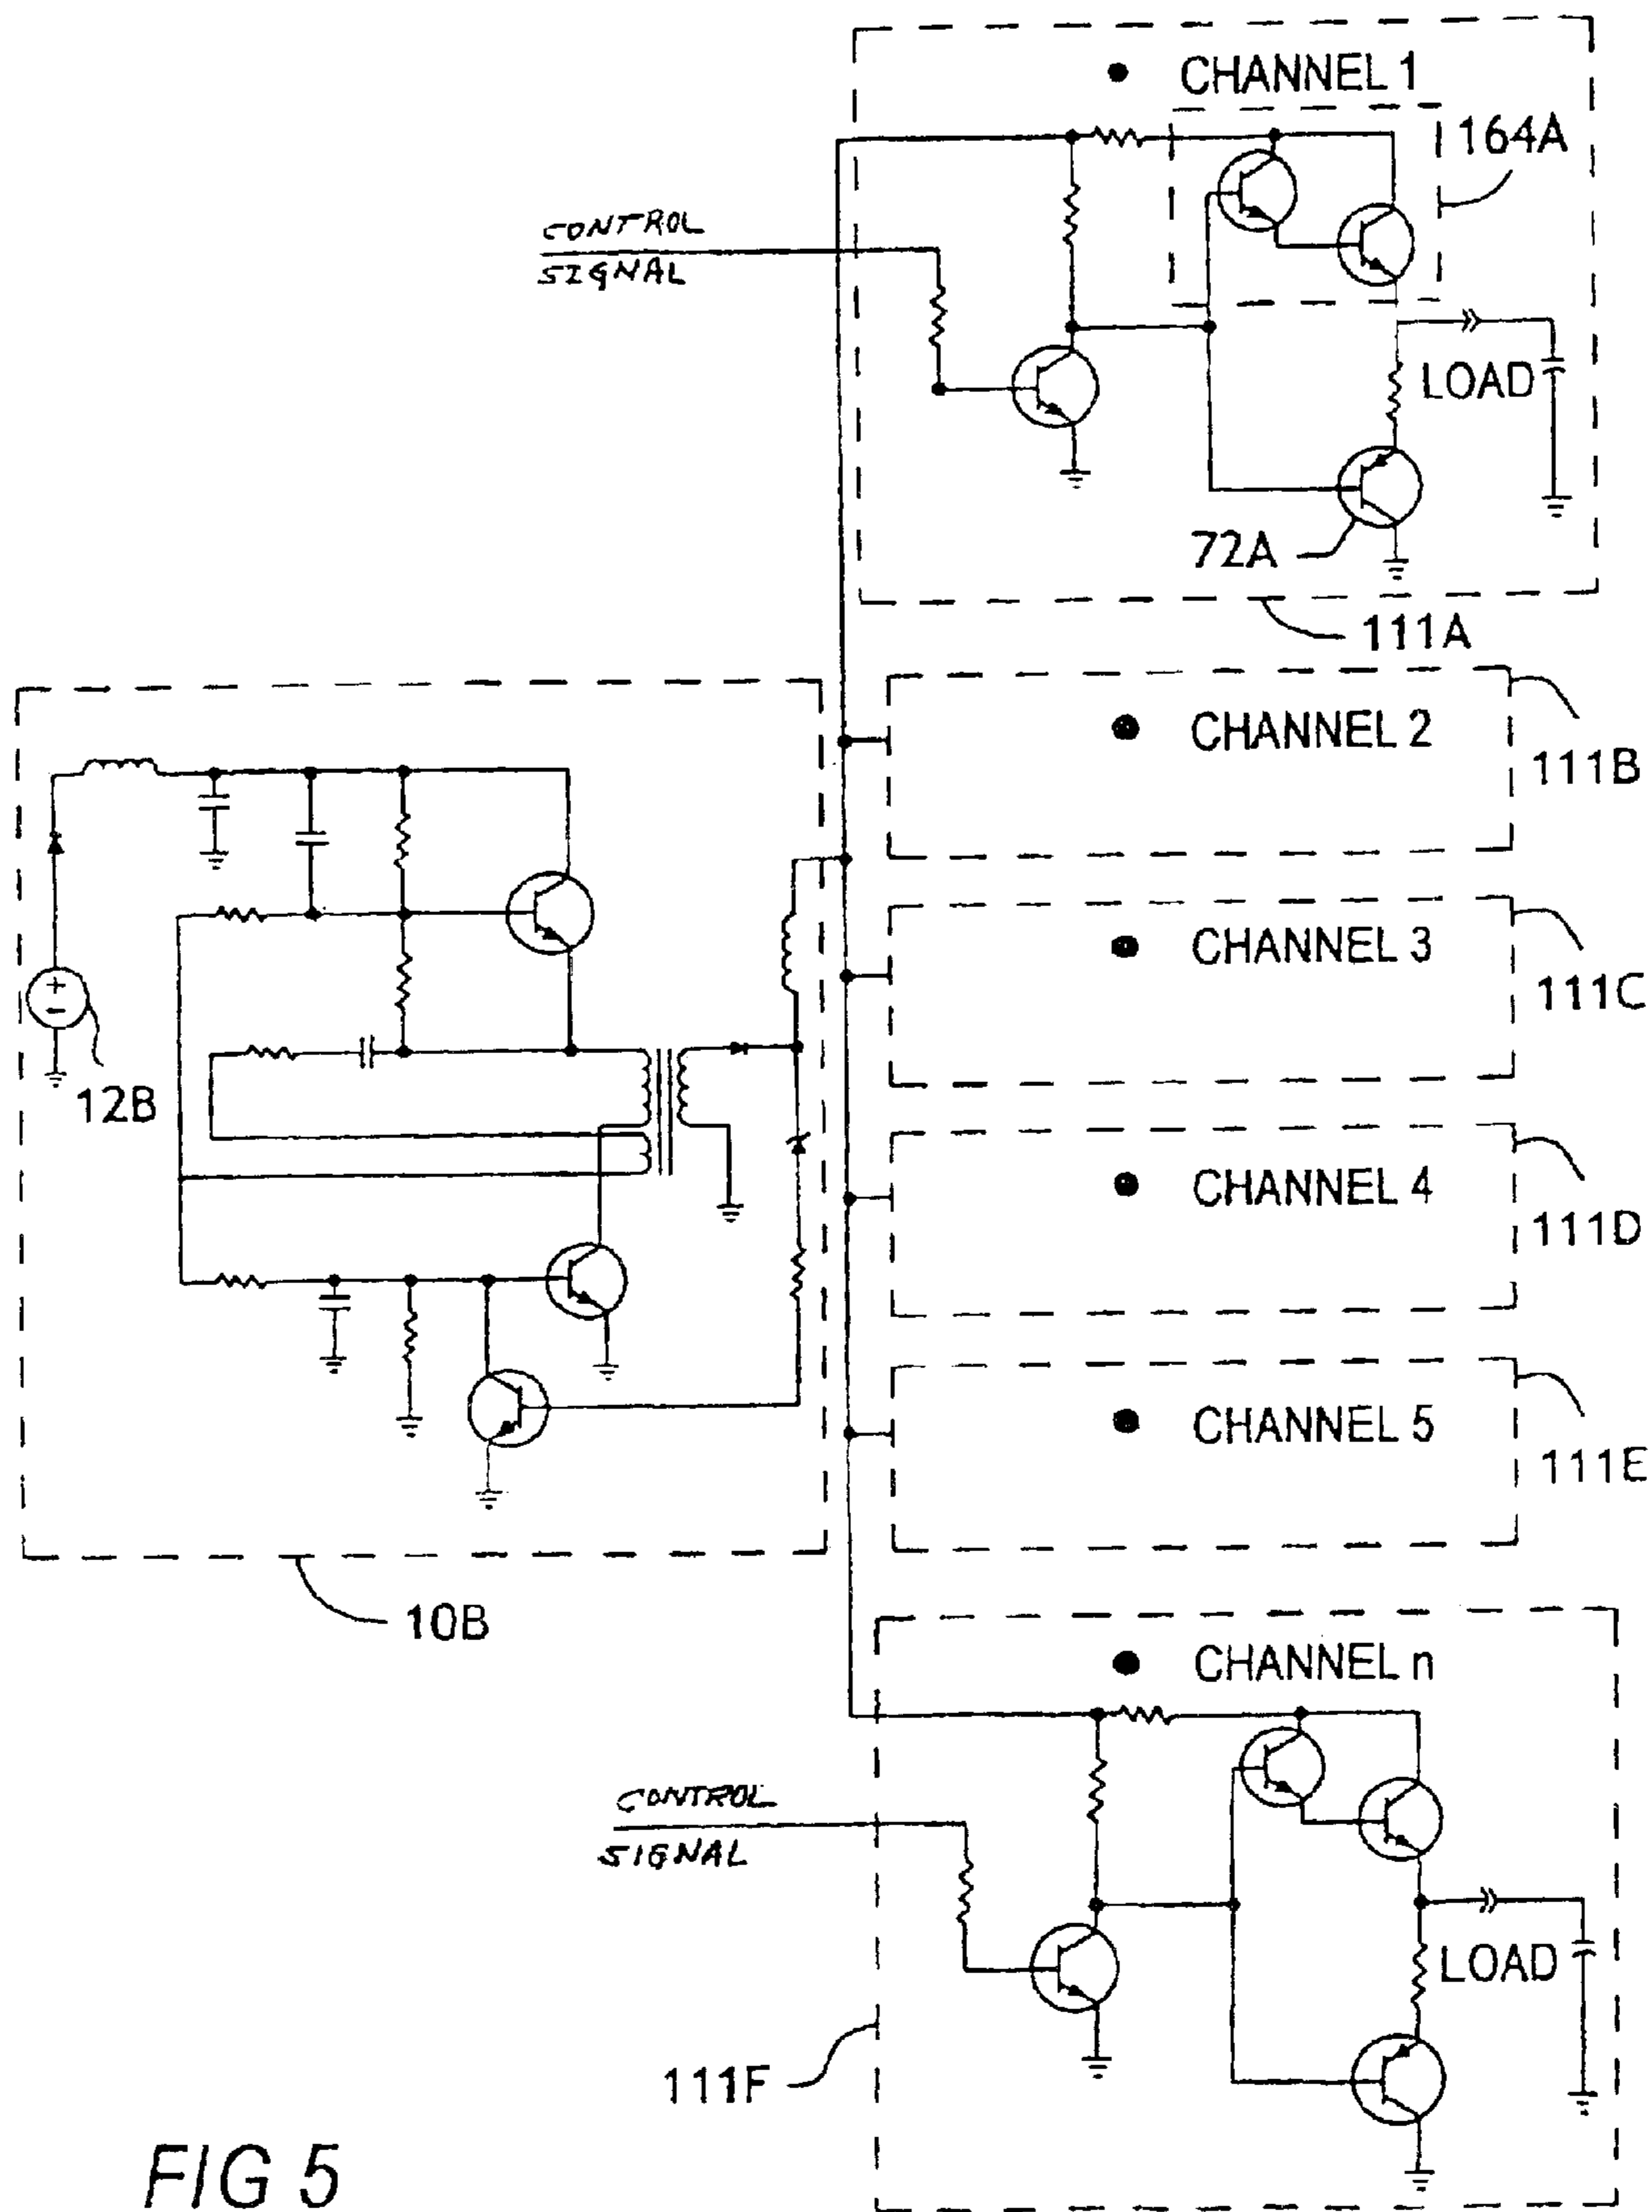 CHANNEL 1
164A
CONTROL
SIGNAL
LOAD
72A
111A
CHANNEL 2
111B
CHANNEL 3
111C
+
-
12B
CHANNEL 4
111D
CHANNEL 5
111E
10B
CHANNEL n
CONTROL
SIGNAL
LOAD
111F
FIG 5